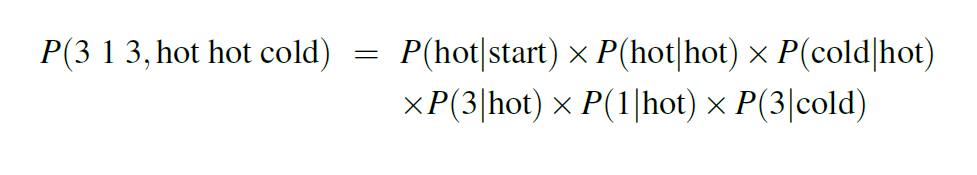 P(3 1 3, hot hot cold) = P(hot|start) × P(hot|hot) × P(cold|hot)
×P(3|hot) × P(1|hot) × P(3|cold)